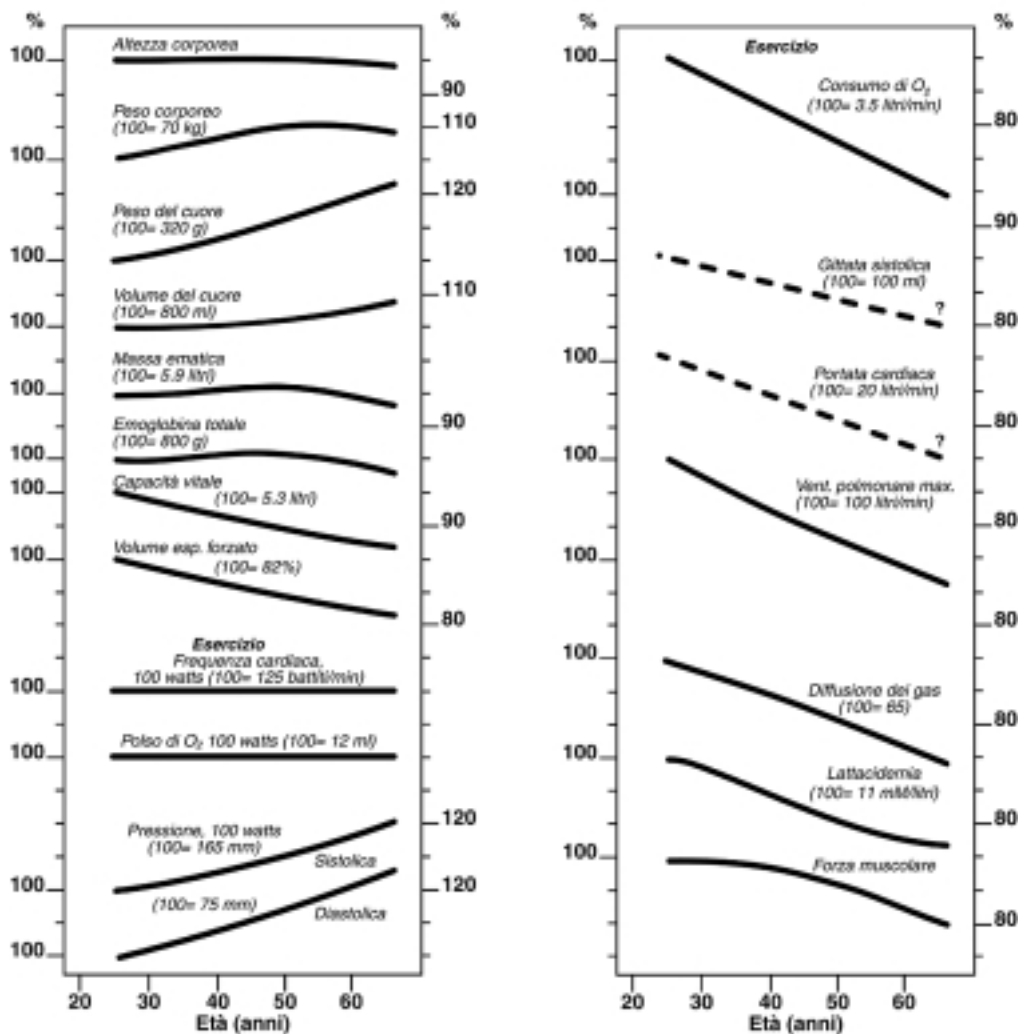 %
%
100
Altezza corporea
90
Peso corporeo
(100= 70 kg)
110
100
120
Peso del cuore
(100= 320 g)
100
110
Volume del cuore
(100= 800 ml)
100
Massa ematica
(100= 5.9 litri)
100
90
Emoglobina totale
(100= 800 g)
100
Capacità vitale
100
(100= 5.3 litri)
90
Volume esp. forzato
100
(100= 82%)
80
Esercizio
Frequenza cardiaca,
100 watts (100= 125 battiti/min)
100
Polso di O2 100 watts (100= 12 ml)
100
120
Pressione, 100 watts
(100= 165 mm)
Sistolica
100
120
(100= 75 mm)
Diastolica
100
20 30 40 50 60
Età (anni)
%
%
Esercizio
100
Consumo di O2
(100= 3.5 litri/min)
80
100
90
100
Gittata sistolica
(100= 100 ml)
?
80
100
Portata cardiaca
(100= 20 litri/min)
80
?
100
Vent. polmonare max.
(100= 100 litri/min)
80
100
80
100
Diffusione dei gas
(100= 65)
80
100
Lattacidemia
(100= 11 mM/litri)
80
100
Forza muscolare
80
20 30 40 50 60
Età (anni)